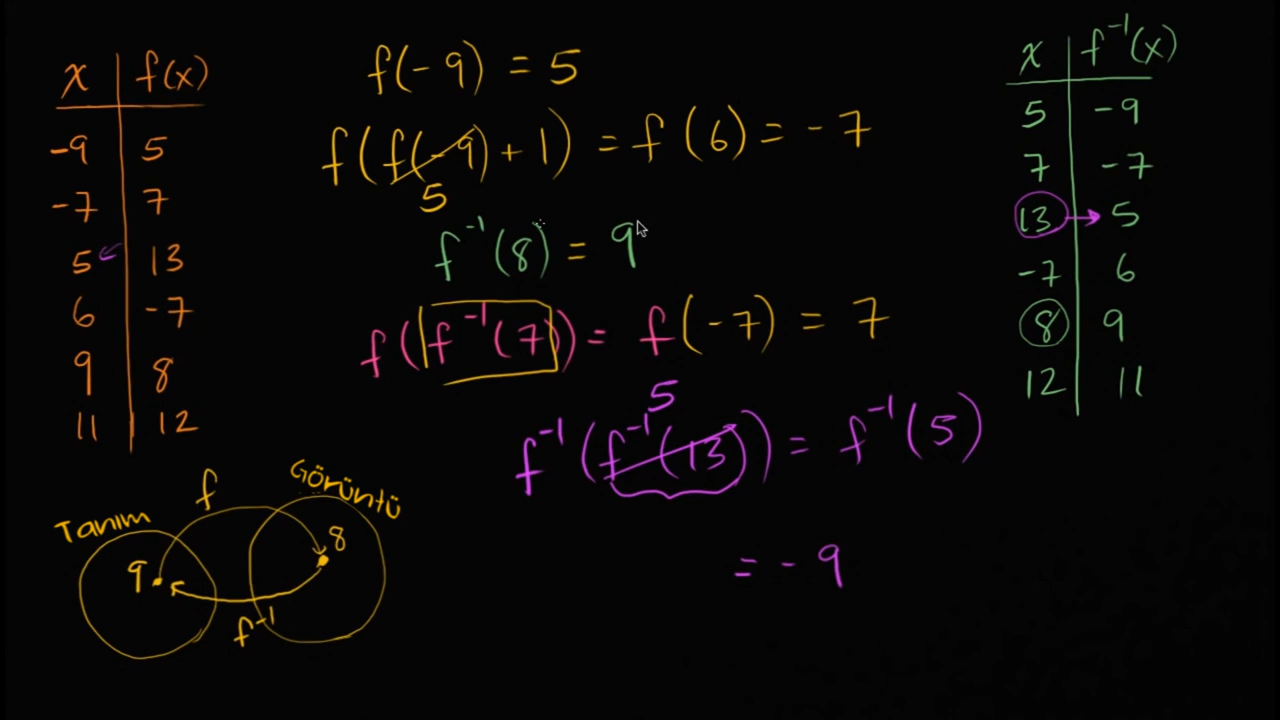 x f(x)
-9 5
-7 7
5 13
6 -7
9 8
11 12
f(-9) = 5
f(f(-9)+1) = f(6) = -7
5
f⁻¹(8) = 9
f(f⁻¹(7)) = f(-7) = 7
5
f⁻¹(f⁻¹(13)) = f⁻¹(5)
= -9
x f⁻¹(x)
5 -9
7 -7
13 5
-7 6
8 9
12 11
f
Tanım
Görüntü
9
8
f⁻¹